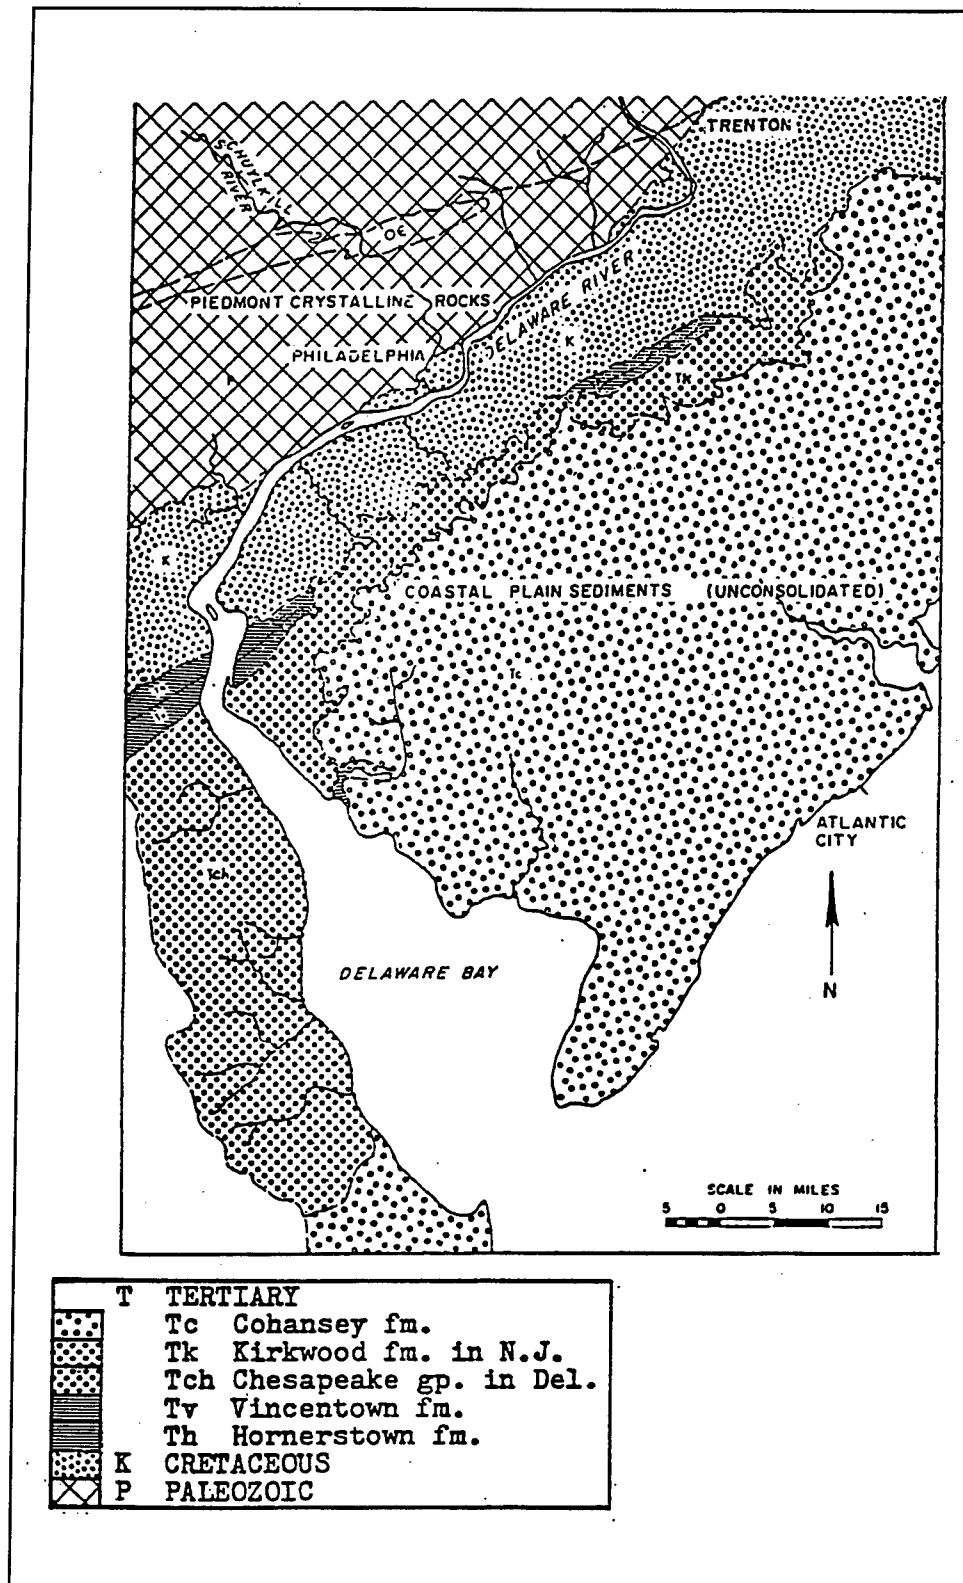 TRENTON
SCHUYLKILL
RIVER
OЄ
PIEDMONT CRYSTALLINE ROCKS
DELAWARE RIVER
K
PHILADELPHIA
P
Tk
K
COASTAL PLAIN SEDIMENTS (UNCONSOLIDATED)
Tc
ATLANTIC
CITY
Tch
DELAWARE BAY
N
SCALE IN MILES
5 0 5 10 15
T TERTIARY
Tc Cohansey fm.
Tk Kirkwood fm. in N.J.
Tch Chesapeake gp. in Del.
Tv Vincentown fm.
Th Hornerstown fm.
K CRETACEOUS
P PALEOZOIC